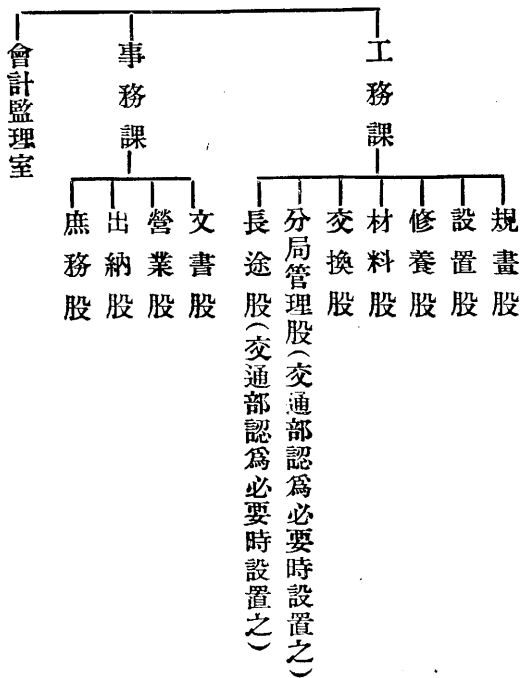 工務課
規畫股
設置股
修養股
材料股
交換股
分局管理股(交通部認爲必要時設置之)
長途股(交通部認爲必要時設置之)
事務課
文書股
營業股
出納股
庶務股
會計監理室